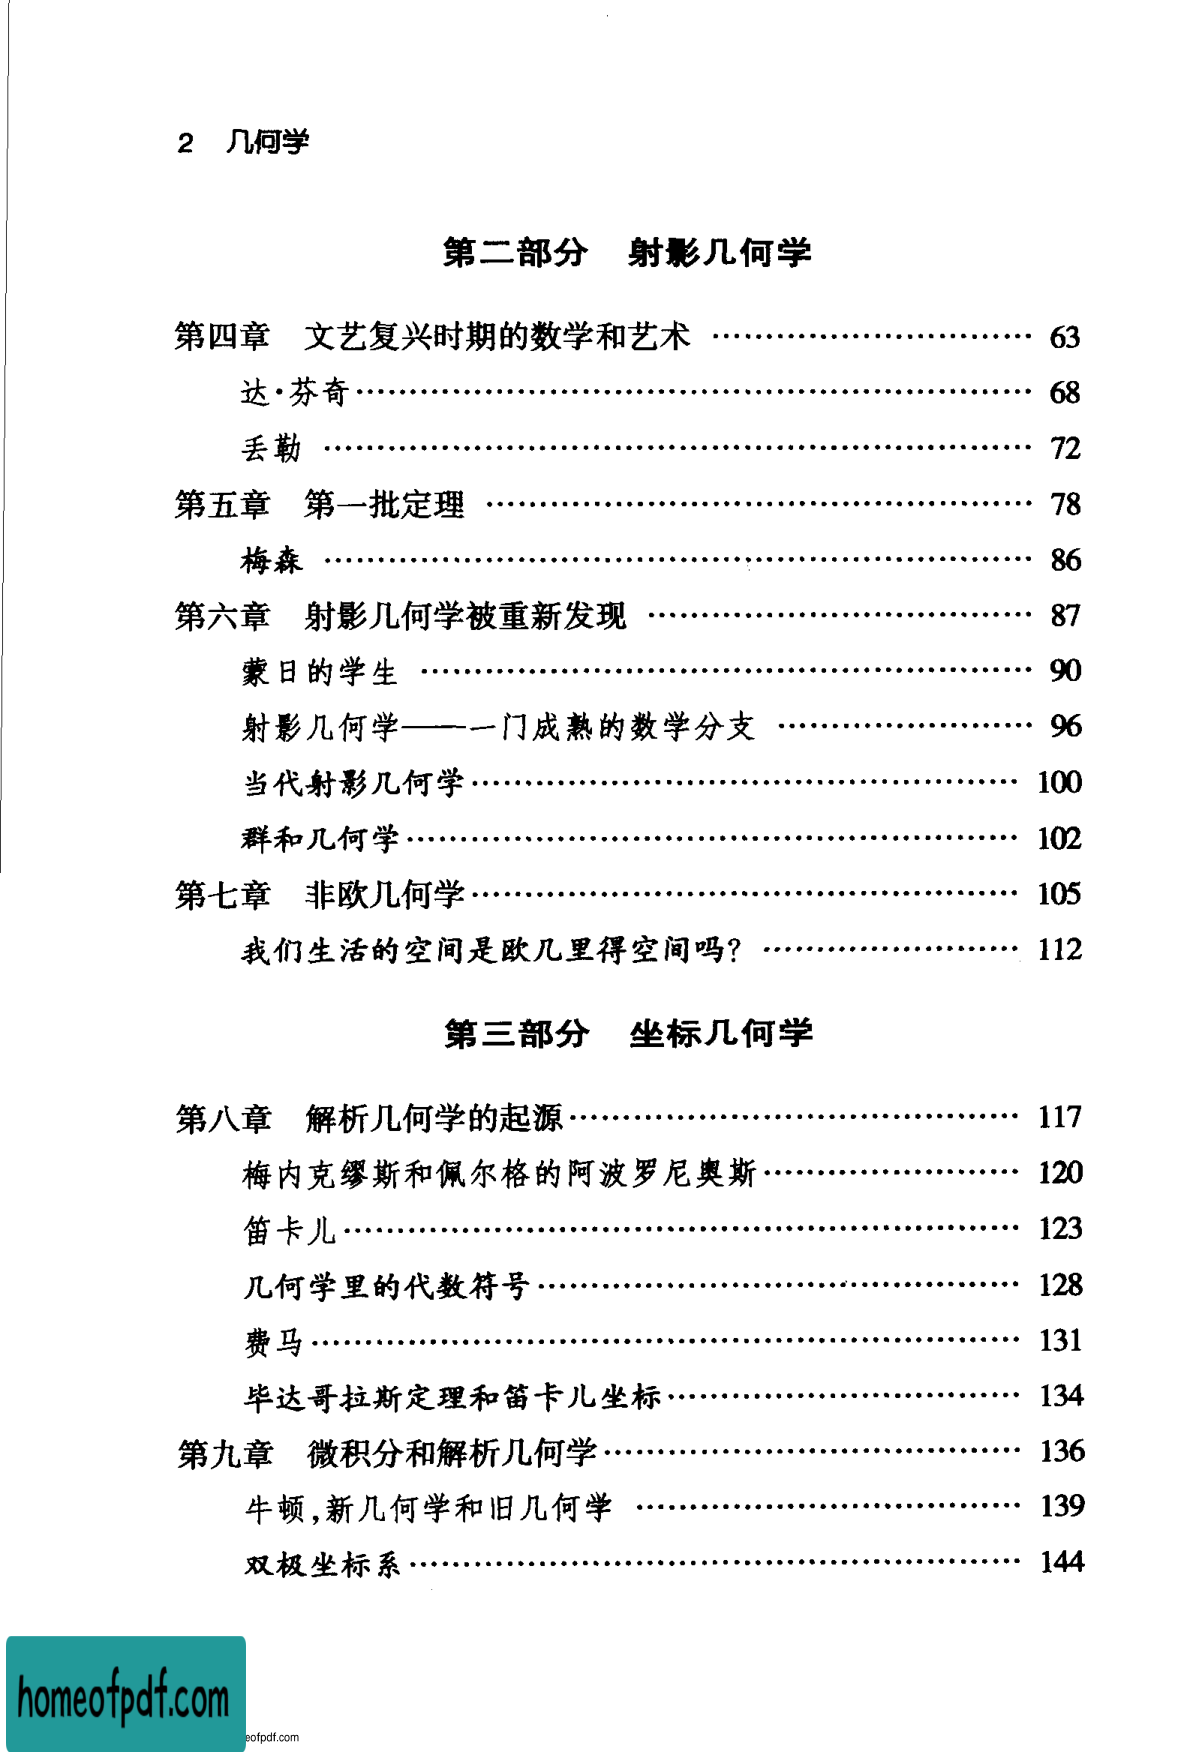 2 几何学
第二部分 射影几何学
第四章 文艺复兴时期的数学和艺术 …………………………… 63
达·芬奇…………………………………………………………… 68
丢勒 ……………………………………………………………… 72
第五章 第一批定理 ……………………………………………… 78
梅森 ……………………………………………………………… 86
第六章 射影几何学被重新发现 ………………………………… 87
蒙日的学生 ……………………………………………………… 90
射影几何学——一门成熟的数学分支 ……………………… 96
当代射影几何学………………………………………………… 100
群和几何学……………………………………………………… 102
第七章 非欧几何学……………………………………………… 105
我们生活的空间是欧几里得空间吗? ……………………… 112
第三部分 坐标几何学
第八章 解析几何学的起源……………………………………… 117
梅内克缪斯和佩尔格的阿波罗尼奥斯……………………… 120
笛卡儿…………………………………………………………… 123
几何学里的代数符号…………………………………………… 128
费马……………………………………………………………… 131
毕达哥拉斯定理和笛卡儿坐标……………………………… 134
第九章 微积分和解析几何学…………………………………… 136
牛顿,新几何学和旧几何学 ………………………………… 139
双极坐标系……………………………………………………… 144
homeofpdf.com
eofpdf.com